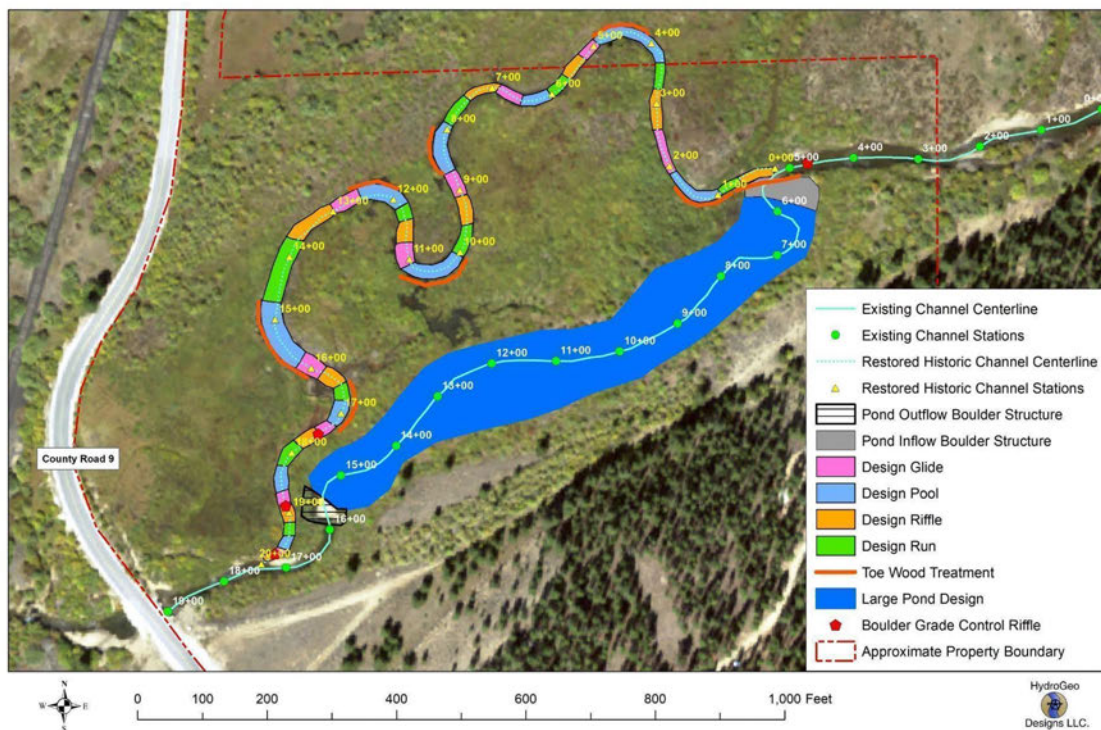 5+00
4+00
7+00
6+00
8+00
3+00
2+00
1+00
0+00
9+00
10+00
11+00
12+00
13+00
14+00
15+00
16+00
17+00
18+00
19+00
20+00
0+00
1+00
2+00
3+00
4+00
5+00
6+00
7+00
8+00
9+00
10+00
11+00
12+00
13+00
14+00
15+00
16+00
17+00
18+00
19+00
County Road 9
Existing Channel Centerline
Existing Channel Stations
Restored Historic Channel Centerline
Restored Historic Channel Stations
Pond Outflow Boulder Structure
Pond Inflow Boulder Structure
Design Glide
Design Pool
Design Riffle
Design Run
Toe Wood Treatment
Large Pond Design
Boulder Grade Control Riffle
Approximate Property Boundary
N
W E
S
0 100 200 400 600 800 1,000 Feet
HydroGeo
Designs LLC.